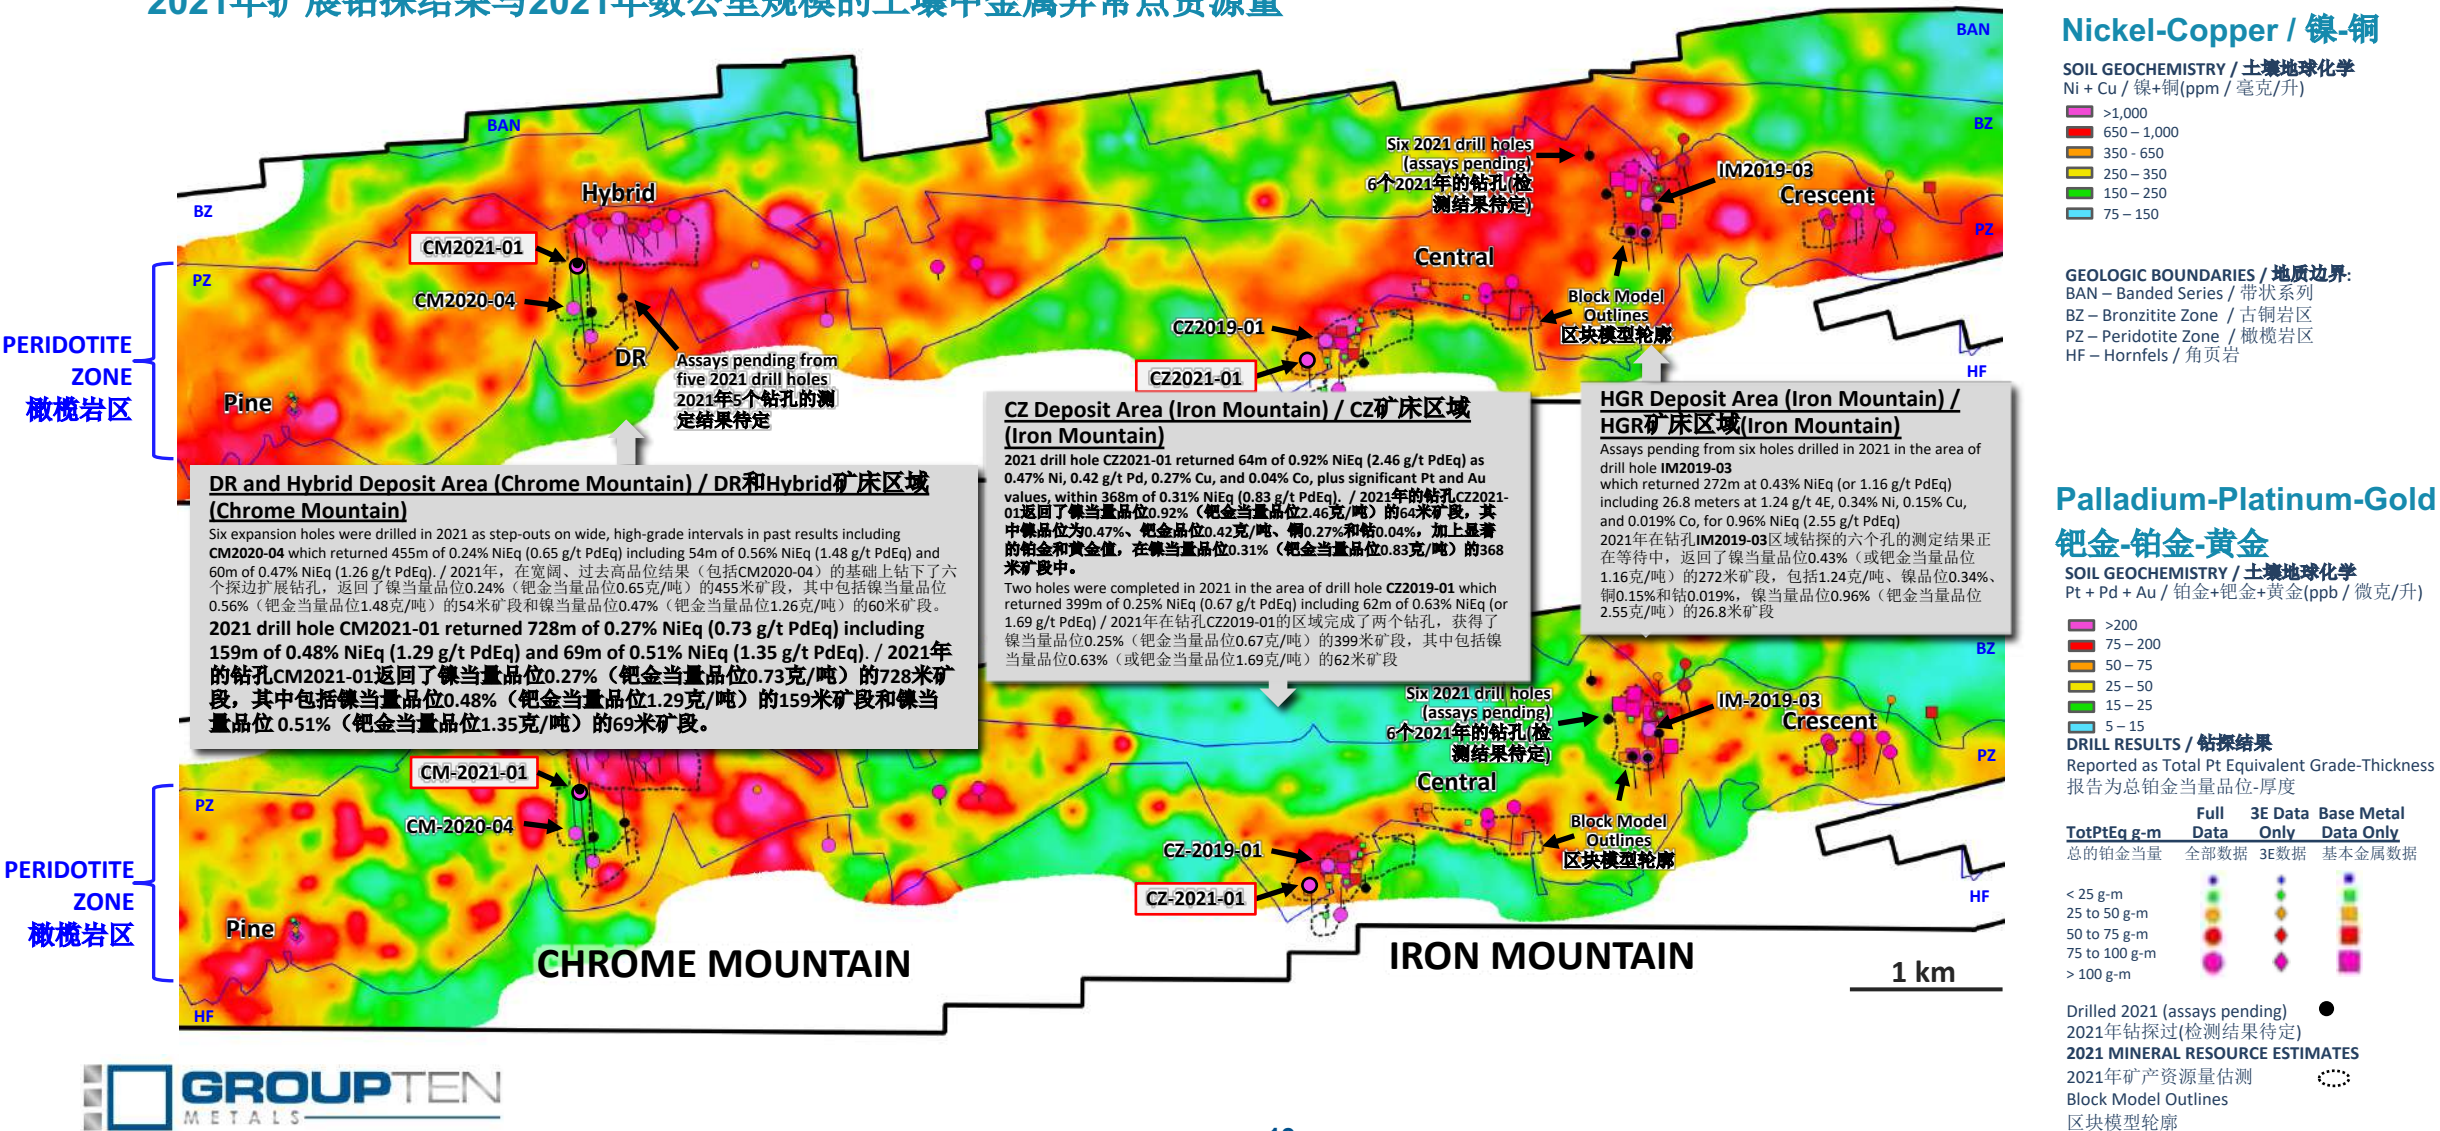 2021年扩展钻探结果与2021年数公里规模的土壤中金属异常点资源量
BAN
BAN
BZ
BZ
PZ
PZ
HF
Hybrid
CM2021-01
CM2020-04
DR
Pine
Assays pending from
five 2021 drill holes
2021年5个钻孔的测
定结果待定
Six 2021 drill holes
(assays pending)
6个2021年的钻孔(检
测结果待定)
IM2019-03
Crescent
Central
CZ2019-01
CZ2021-01
Block Model
Outlines
区块模型轮廓
PERIDOTITE
ZONE
橄榄岩区
DR and Hybrid Deposit Area (Chrome Mountain) / DR和Hybrid矿床区域
(Chrome Mountain)
Six expansion holes were drilled in 2021 as step-outs on wide, high-grade intervals in past results including
CM2020-04 which returned 455m of 0.24% NiEq (0.65 g/t PdEq) including 54m of 0.56% NiEq (1.48 g/t PdEq) and
60m of 0.47% NiEq (1.26 g/t PdEq). / 2021年，在宽阔、过去高品位结果（包括CM2020-04）的基础上钻下了六
个探边扩展钻孔，返回了镍当量品位0.24%（钯金当量品位0.65克/吨）的455米矿段，其中包括镍当量品位
0.56%（钯金当量品位1.48克/吨）的54米矿段和镍当量品位0.47%（钯金当量品位1.26克/吨）的60米矿段。
2021 drill hole CM2021-01 returned 728m of 0.27% NiEq (0.73 g/t PdEq) including
159m of 0.48% NiEq (1.29 g/t PdEq) and 69m of 0.51% NiEq (1.35 g/t PdEq). / 2021年
的钻孔CM2021-01返回了镍当量品位0.27%（钯金当量品位0.73克/吨）的728米矿
段，其中包括镍当量品位0.48%（钯金当量品位1.29克/吨）的159米矿段和镍当
量品位 0.51%（钯金当量品位1.35克/吨）的69米矿段。
CZ Deposit Area (Iron Mountain) / CZ矿床区域
(Iron Mountain)
2021 drill hole CZ2021-01 returned 64m of 0.92% NiEq (2.46 g/t PdEq) as
0.47% Ni, 0.42 g/t Pd, 0.27% Cu, and 0.04% Co, plus significant Pt and Au
values, within 368m of 0.31% NiEq (0.83 g/t PdEq). / 2021年的钻孔CZ2021-
01返回了镍当量品位0.92%（钯金当量品位2.46克/吨）的64米矿段，其
中镍品位为0.47%、钯金品位0.42克/吨、铜0.27%和钴0.04%，加上显著
的铂金和黄金值，在镍当量品位0.31%（钯金当量品位0.83克/吨）的368
米矿段中。
Two holes were completed in 2021 in the area of drill hole CZ2019-01 which
returned 399m of 0.25% NiEq (0.67 g/t PdEq) including 62m of 0.63% NiEq (or
1.69 g/t PdEq) / 2021年在钻孔CZ2019-01的区域完成了两个钻孔，获得了
镍当量品位0.25%（钯金当量品位0.67克/吨）的399米矿段，其中包括镍
当量品位0.63%（或钯金当量品位1.69克/吨）的62米矿段
HGR Deposit Area (Iron Mountain) /
HGR矿床区域(Iron Mountain)
Assays pending from six holes drilled in 2021 in the area of
drill hole IM2019-03
which returned 272m at 0.43% NiEq (or 1.16 g/t PdEq)
including 26.8 meters at 1.24 g/t 4E, 0.34% Ni, 0.15% Cu,
and 0.019% Co, for 0.96% NiEq (2.55 g/t PdEq)
2021年在钻孔IM2019-03区域钻探的六个孔的测定结果正
在等待中，返回了镍当量品位0.43%（或钯金当量品位
1.16克/吨）的272米矿段，包括1.24克/吨、镍品位0.34%、
铜0.15%和钴0.019%，镍当量品位0.96%（钯金当量品位
2.55克/吨）的26.8米矿段
BZ
PZ
PZ
HF
HF
CM-2021-01
CM-2020-04
Pine
Six 2021 drill holes
(assays pending)
6个2021年的钻孔(检
测结果待定)
IM-2019-03
Crescent
Central
CZ-2019-01
CZ-2021-01
Block Model
Outlines
区块模型轮廓
PERIDOTITE
ZONE
橄榄岩区
CHROME MOUNTAIN
IRON MOUNTAIN
1 km
GROUPTEN
METALS
Nickel-Copper / 镍-铜
SOIL GEOCHEMISTRY / 土壤地球化学
Ni + Cu / 镍+铜(ppm / 毫克/升)
>1,000
650 – 1,000
350 - 650
250 – 350
150 – 250
75 – 150
GEOLOGIC BOUNDARIES / 地质边界:
BAN – Banded Series / 带状系列
BZ – Bronzitite Zone / 古铜岩区
PZ – Peridotite Zone / 橄榄岩区
HF – Hornfels / 角页岩
Palladium-Platinum-Gold
钯金-铂金-黄金
SOIL GEOCHEMISTRY / 土壤地球化学
Pt + Pd + Au / 铂金+钯金+黄金(ppb / 微克/升)
>200
75 – 200
50 – 75
25 – 50
15 – 25
5 – 15
DRILL RESULTS / 钻探结果
Reported as Total Pt Equivalent Grade-Thickness
报告为总铂金当量品位-厚度
Full 3E Data Base Metal
TotPtEq g-m Data Only Data Only
总的铂金当量 全部数据 3E数据 基本金属数据
< 25 g-m
25 to 50 g-m
50 to 75 g-m
75 to 100 g-m
> 100 g-m
Drilled 2021 (assays pending)
2021年钻探过(检测结果待定)
2021 MINERAL RESOURCE ESTIMATES
2021年矿产资源量估测
Block Model Outlines
区块模型轮廓